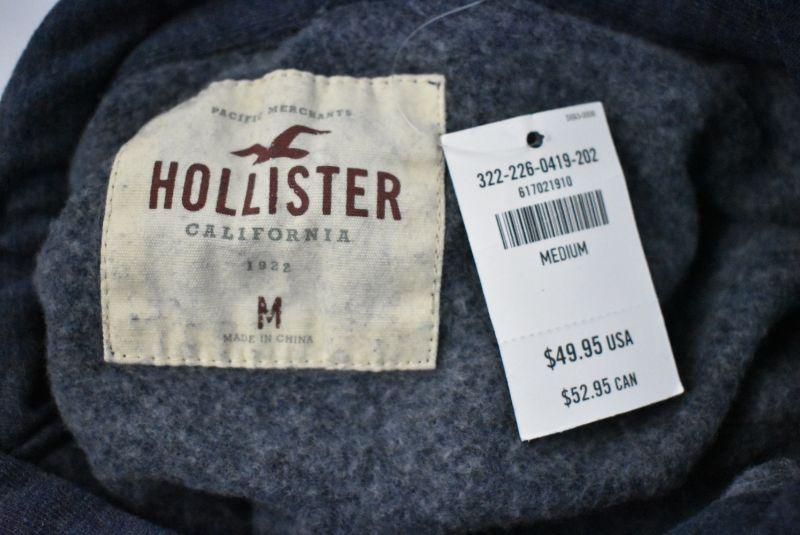 PACIFIC MERCHANTS
HOLLISTER
CALIFORNIA
1922
M
MADE IN CHINA
322-226-0419-202
617021910
MEDIUM
$49.95 USA
$52.95 CAN